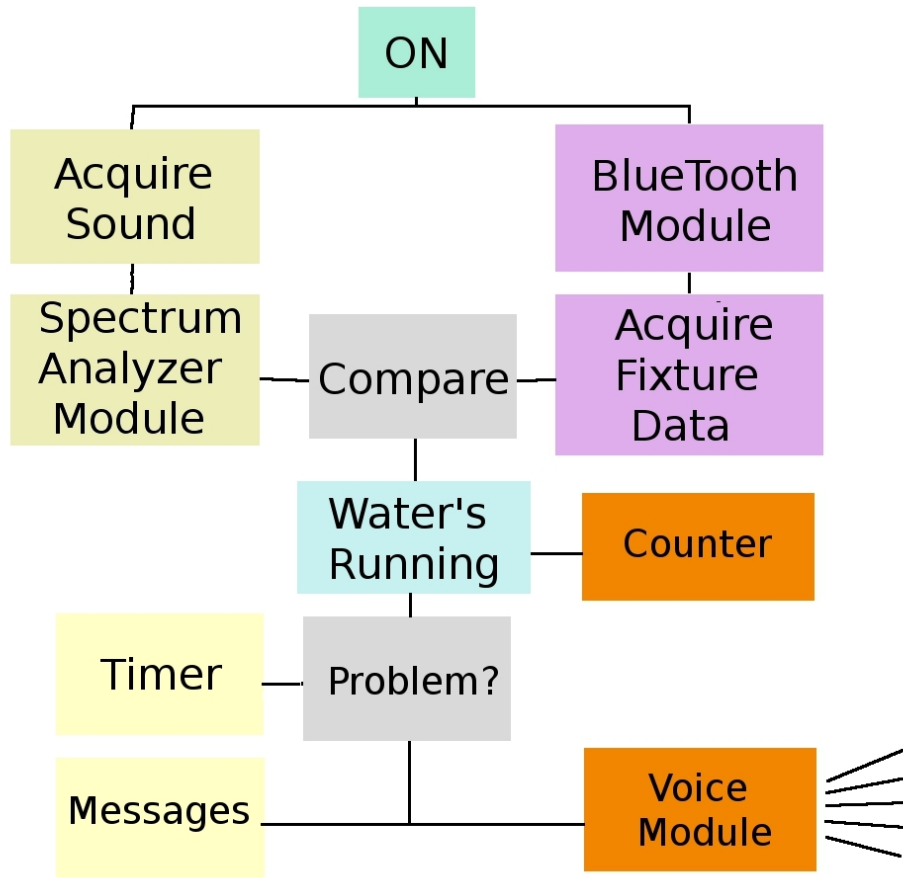 ON
Acquire
Sound
BlueTooth
Module
Spectrum
Analyzer
Module
Compare
Acquire
Fixture
Data
Water's
Running
Counter
Timer
Problem?
Messages
Voice
Module